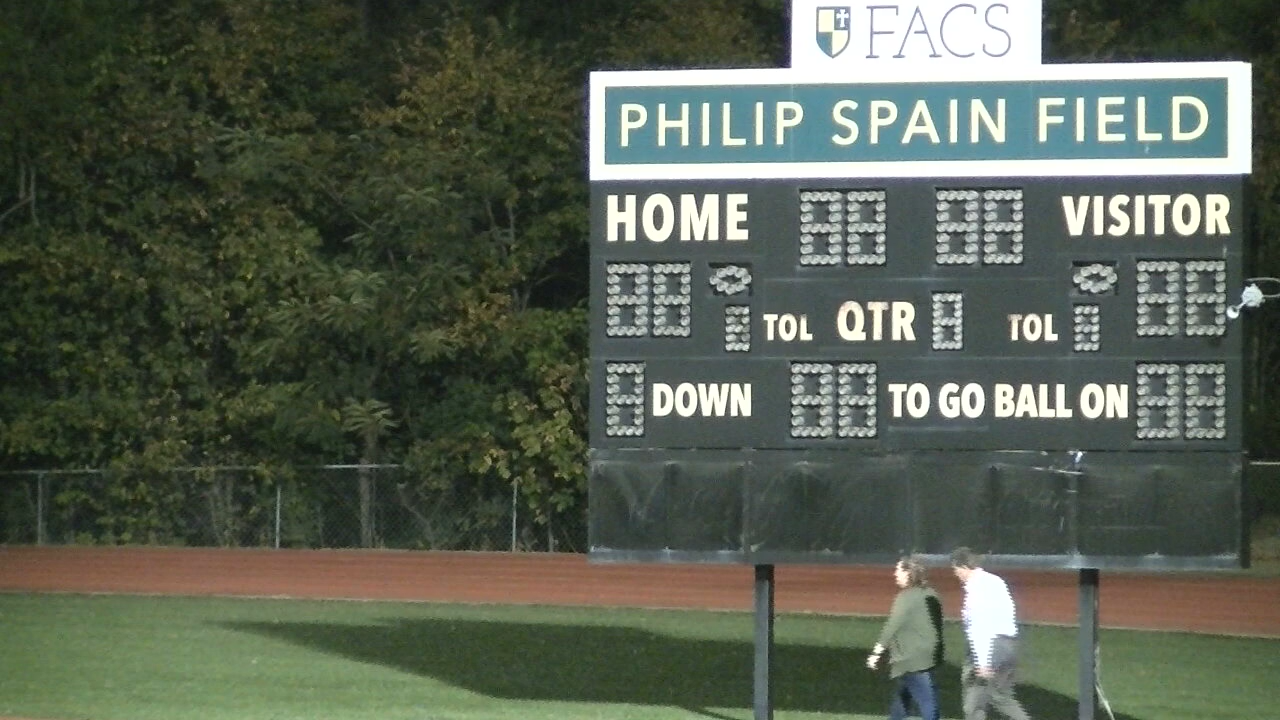 FACS
PHILIP SPAIN FIELD
HOME VISITOR
TOL QTR TOL
DOWN TO GO BALL ON